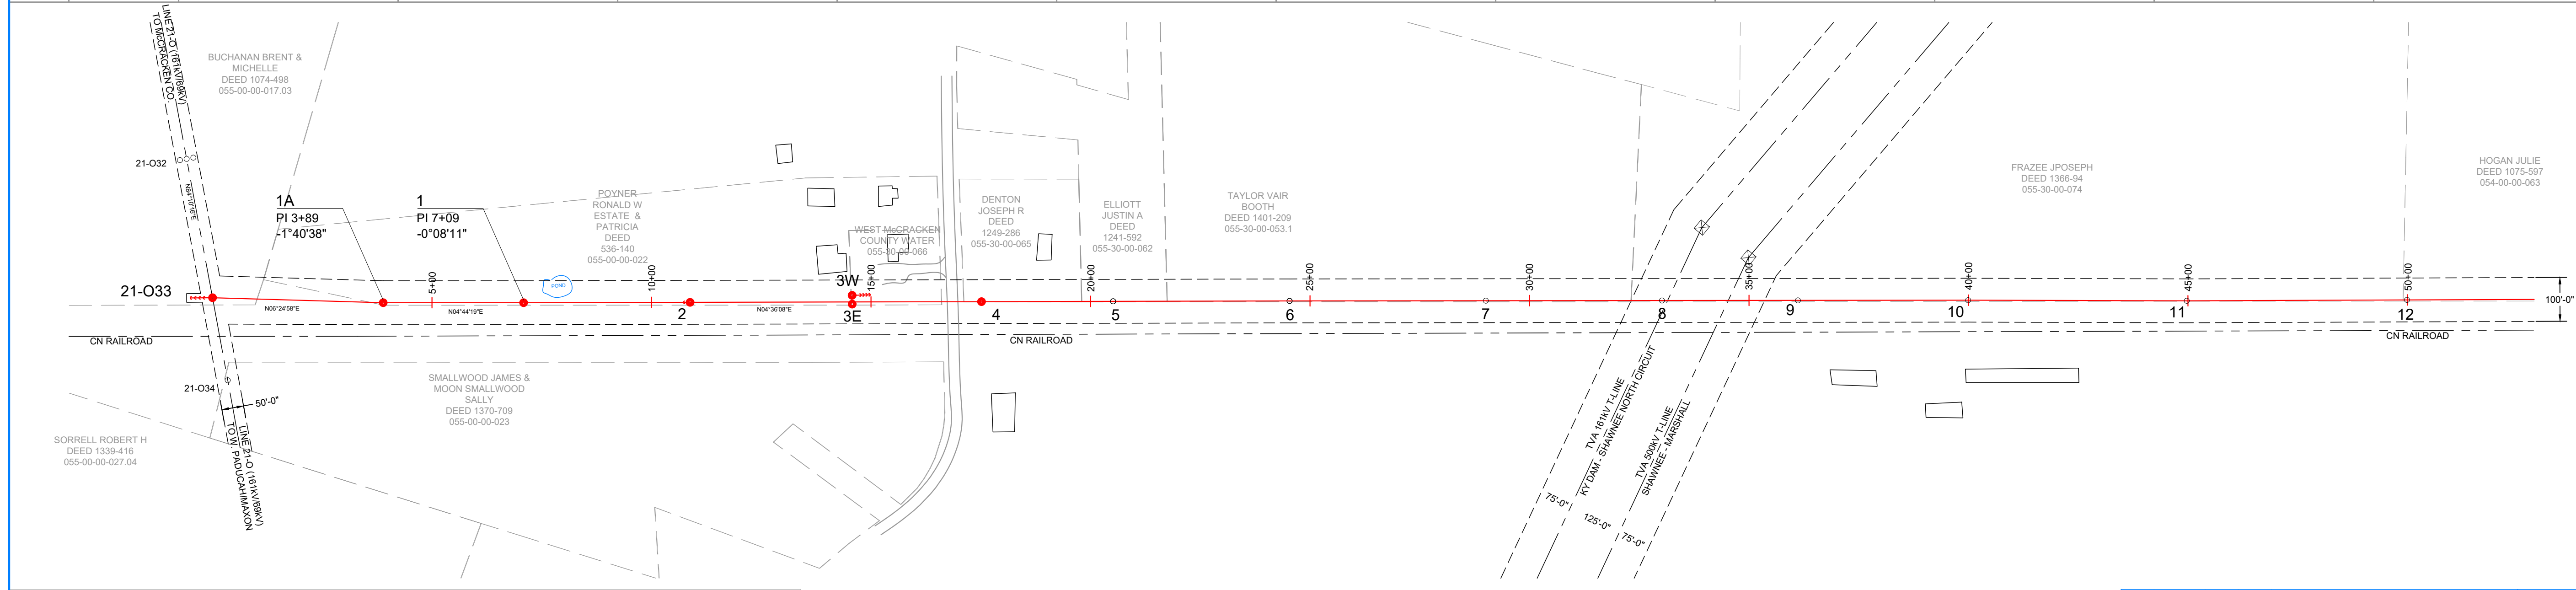 LINE 21-O (161kV/69kV)
TO McCRACKEN CO.
BUCHANAN BRENT &
MICHELLE
DEED 1074-498
055-00-00-017.03
21-O32
N84°10'16"E
1A
PI 3+89
-1°40'38"
1
PI 7+09
-0°08'11"
POYNER
RONALD W
ESTATE &
PATRICIA
DEED
536-140
055-00-00-022
WEST McCRACKEN
COUNTY WATER
055-30-00-066
DENTON
JOSEPH R
DEED
1249-286
055-30-00-065
ELLIOTT
JUSTIN A
DEED
1241-592
055-30-00-062
TAYLOR VAIR
BOOTH
DEED 1401-209
055-30-00-053.1
FRAZEE JPOSEPH
DEED 1366-94
055-30-00-074
HOGAN JULIE
DEED 1075-597
054-00-00-063
21-O33
5+00
POND
10+00
3W
15+00
20+00
25+00
30+00
35+00
40+00
45+00
50+00
N06°24'58"E
N04°44'19"E
2
N04°36'08"E
3E
4
5
6
7
8
9
10
11
12
100'-0"
CN RAILROAD
CN RAILROAD
CN RAILROAD
21-O34
50'-0"
LINE 21-O (161kV/69kV)
TO W. PADUCAH/MAXON
SMALLWOOD JAMES &
MOON SMALLWOOD
SALLY
DEED 1370-709
055-00-00-023
SORRELL ROBERT H
DEED 1339-416
055-00-00-027.04
TVA 161kV T-LINE
KY DAM - SHAWNEE NORTH CIRCUIT
TVA 500kV T-LINE
SHAWNEE - MARSHALL
75'-0"
125'-0"
75'-0"